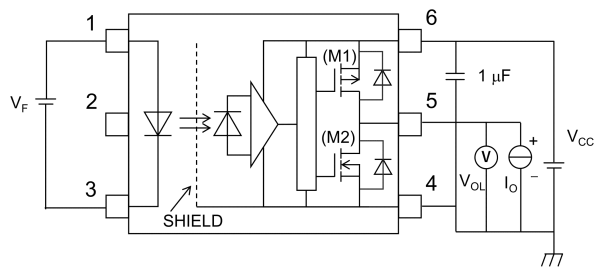 1
6
(M1)
1 μF
2
5
V_F
(M2)
V
+
V_CC
V_OL
I_O
−
3
4
SHIELD